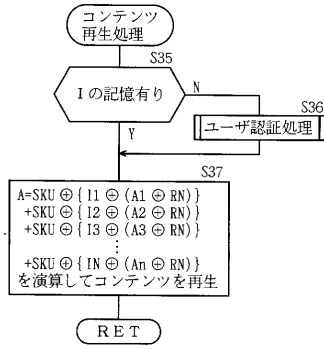 コンテンツ
再生処理
S35
Iの記憶有り
N
S36
ユーザ認証処理
Y
S37
A=SKU⊕{I1⊕(A1⊕RN)}
+SKU⊕{I2⊕(A2⊕RN)}
+SKU⊕{I3⊕(A3⊕RN)}
⋮
+SKU⊕{IN⊕(An⊕RN)}
を演算してコンテンツを再生
RET